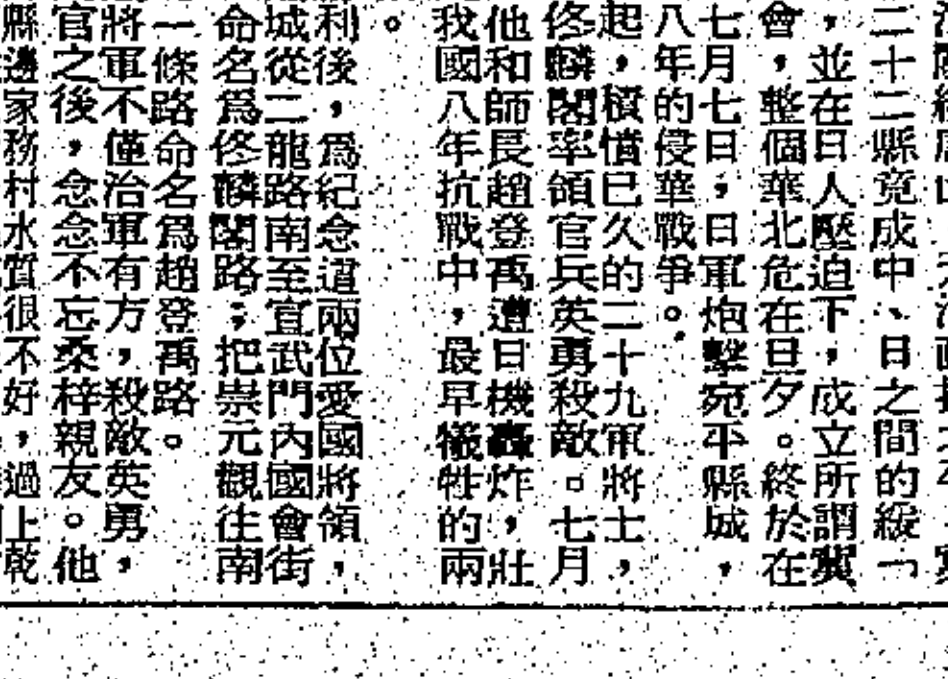 二十二縣竟成中、日之間的緩一
，並在日人壓迫下，成立所謂冀
會，整個華北危在旦夕。終於在
七月七日，日軍炮擊宛平縣城，
八年的侵華戰爭。
起，積憤已久的二十九軍將士，
佟麟閣率領官兵英勇殺敵。七月
他和師長趙登禹遭日機轟炸，壯
我國八年抗戰中，最早犧牲的兩
。
利後，爲紀念這兩位愛國將領，
城從二龍路南至宣武門內國會街
命名爲佟麟閣路；把崇元觀往南
一條路命名爲趙登禹路。
將軍不僅治軍有方，殺敵英勇，
官之後，念念不忘桑梓親友。他
縣邊家務村水質很不好，過上乾